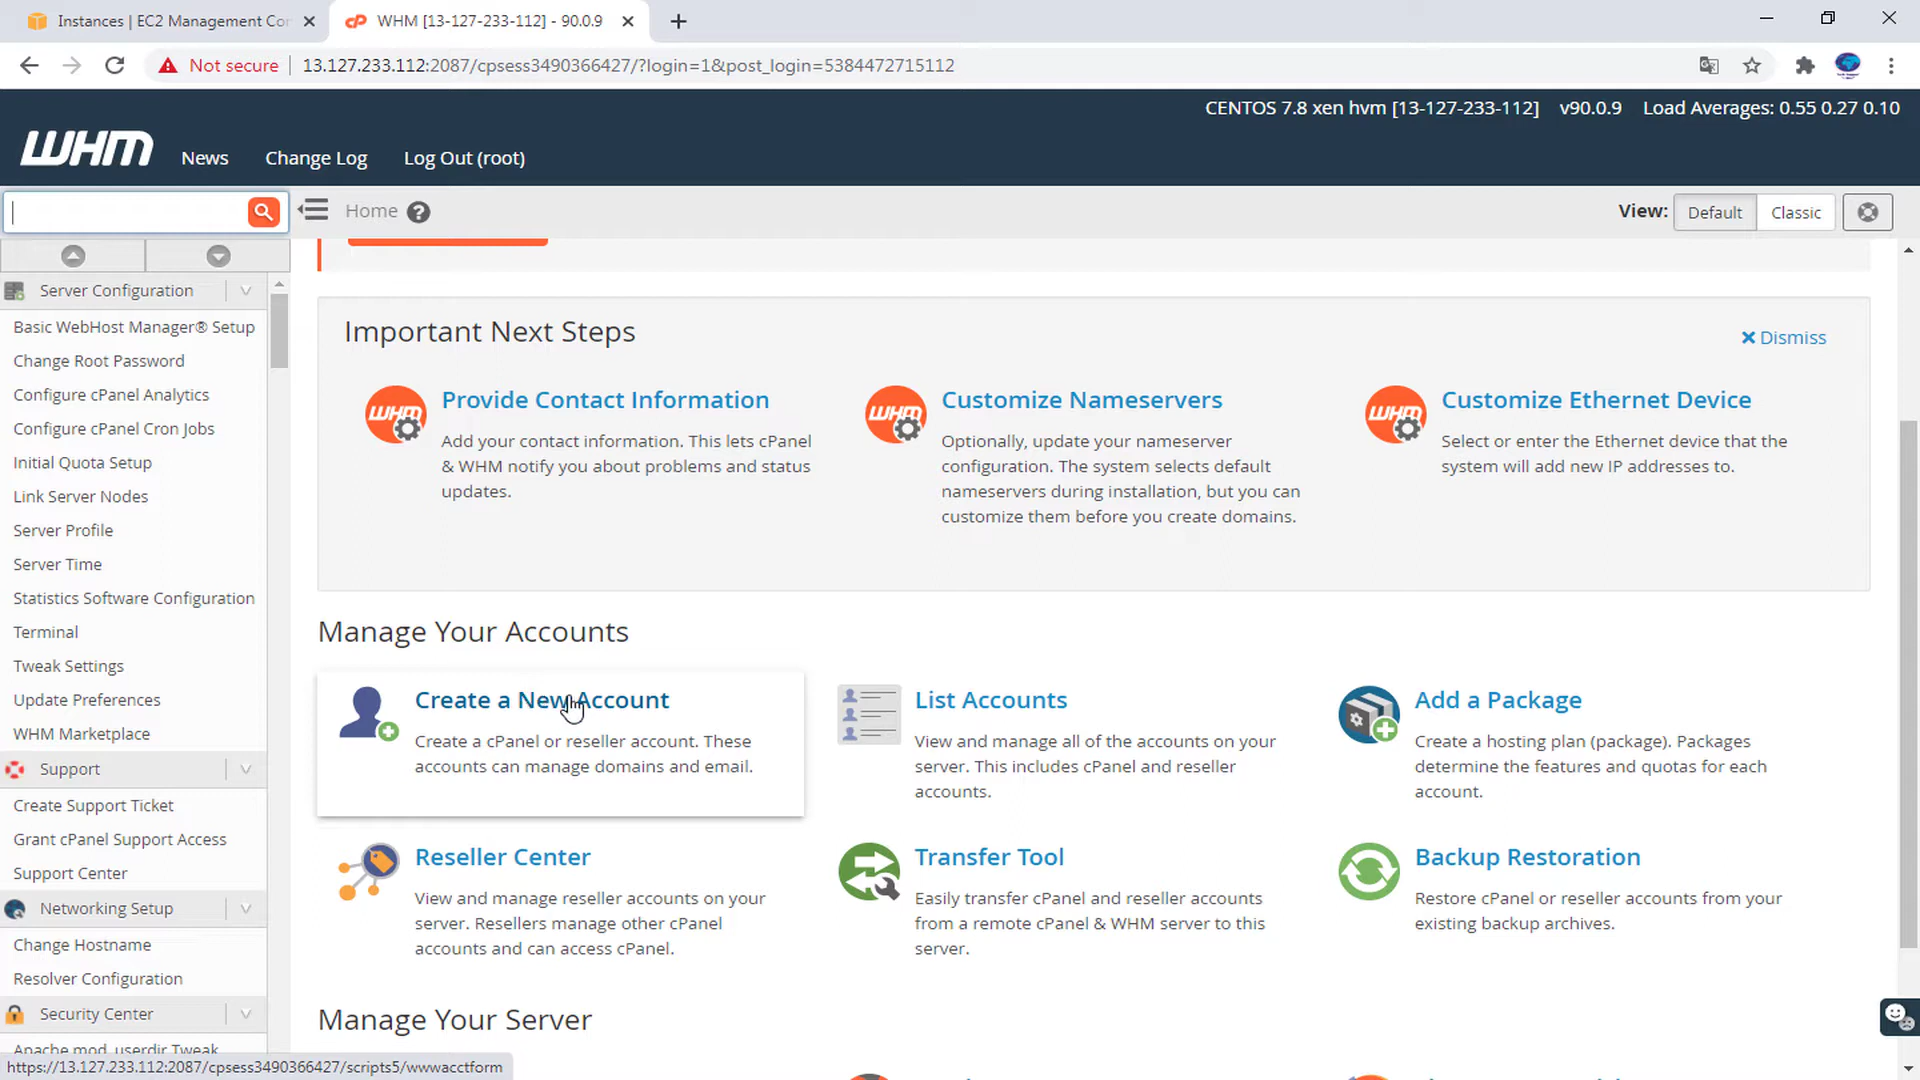 Instances | EC2 Management Con
WHM [13-127-233-112] - 90.0.9
Not secure
13.127.233.112:2087/cpsess3490366427/?login=1&post_login=5384472715112
CENTOS 7.8 xen hvm [13-127-233-112] v90.0.9 Load Averages: 0.55 0.27 0.10
WHM
News
Change Log
Log Out (root)
Home
View:
Default
Classic
Server Configuration
Basic WebHost Manager® Setup
Change Root Password
Configure cPanel Analytics
Configure cPanel Cron Jobs
Initial Quota Setup
Link Server Nodes
Server Profile
Server Time
Statistics Software Configuration
Terminal
Tweak Settings
Update Preferences
WHM Marketplace
Support
Create Support Ticket
Grant cPanel Support Access
Support Center
Networking Setup
Change Hostname
Resolver Configuration
Security Center
Apache mod_userdir Tweak
Important Next Steps
Dismiss
Provide Contact Information
Add your contact information. This lets cPanel
& WHM notify you about problems and status
updates.
Customize Nameservers
Optionally, update your nameserver
configuration. The system selects default
nameservers during installation, but you can
customize them before you create domains.
Customize Ethernet Device
Select or enter the Ethernet device that the
system will add new IP addresses to.
Manage Your Accounts
Create a New Account
Create a cPanel or reseller account. These
accounts can manage domains and email.
List Accounts
View and manage all of the accounts on your
server. This includes cPanel and reseller
accounts.
Add a Package
Create a hosting plan (package). Packages
determine the features and quotas for each
account.
Reseller Center
View and manage reseller accounts on your
server. Resellers manage other cPanel
accounts and can access cPanel.
Transfer Tool
Easily transfer cPanel and reseller accounts
from a remote cPanel & WHM server to this
server.
Backup Restoration
Restore cPanel or reseller accounts from your
existing backup archives.
Manage Your Server
https://13.127.233.112:2087/cpsess3490366427/scripts5/wwwacctform